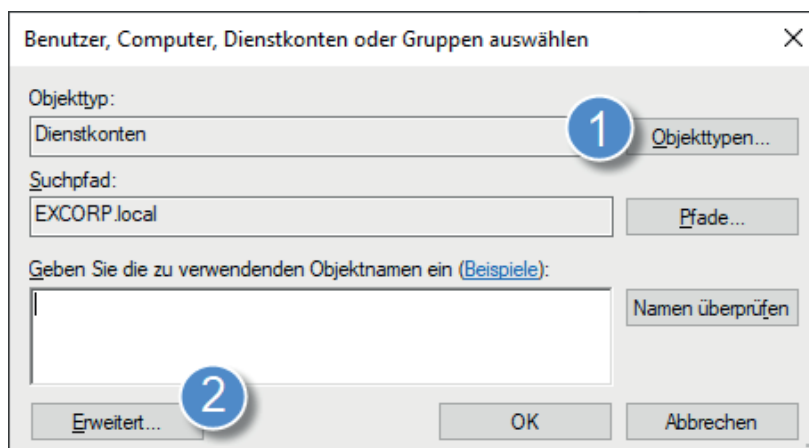 Benutzer, Computer, Dienstkonten oder Gruppen auswählen
Objekttyp:
Dienstkonten
1
Objekttypen...
Suchpfad:
EXCORP.local
Pfade...
Geben Sie die zu verwendenden Objektnamen ein (Beispiele):
Namen überprüfen
2
Erweitert...
OK
Abbrechen